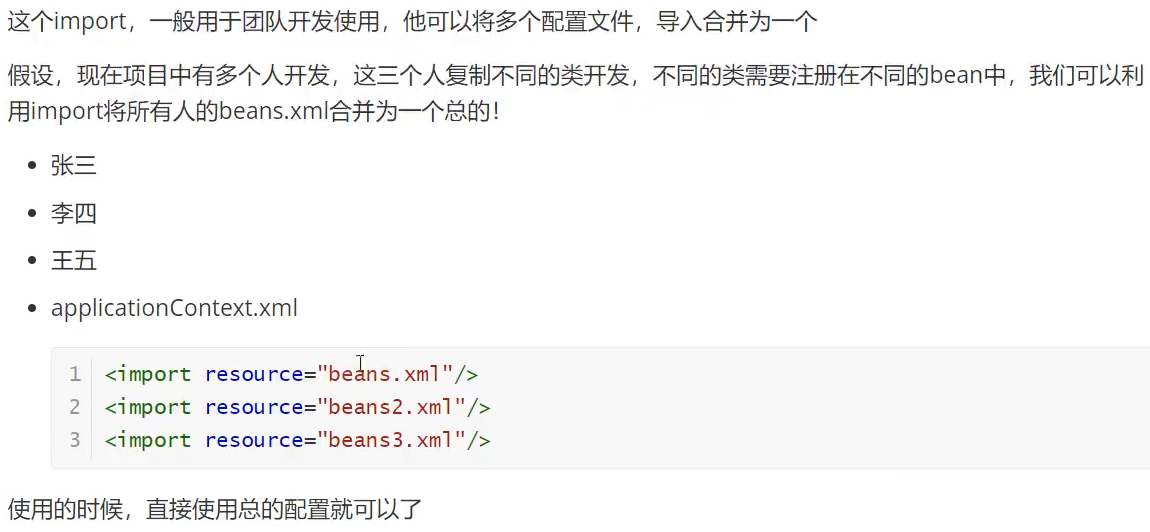 这个import，一般用于团队开发使用，他可以将多个配置文件，导入合并为一个
假设，现在项目中有多个人开发，这三个人复制不同的类开发，不同的类需要注册在不同的bean中，我们可以利
用import将所有人的beans.xml合并为一个总的！
• 张三
• 李四
• 王五
• applicationContext.xml
1 <import resource="beans.xml"/>
2 <import resource="beans2.xml"/>
3 <import resource="beans3.xml"/>
使用的时候，直接使用总的配置就可以了